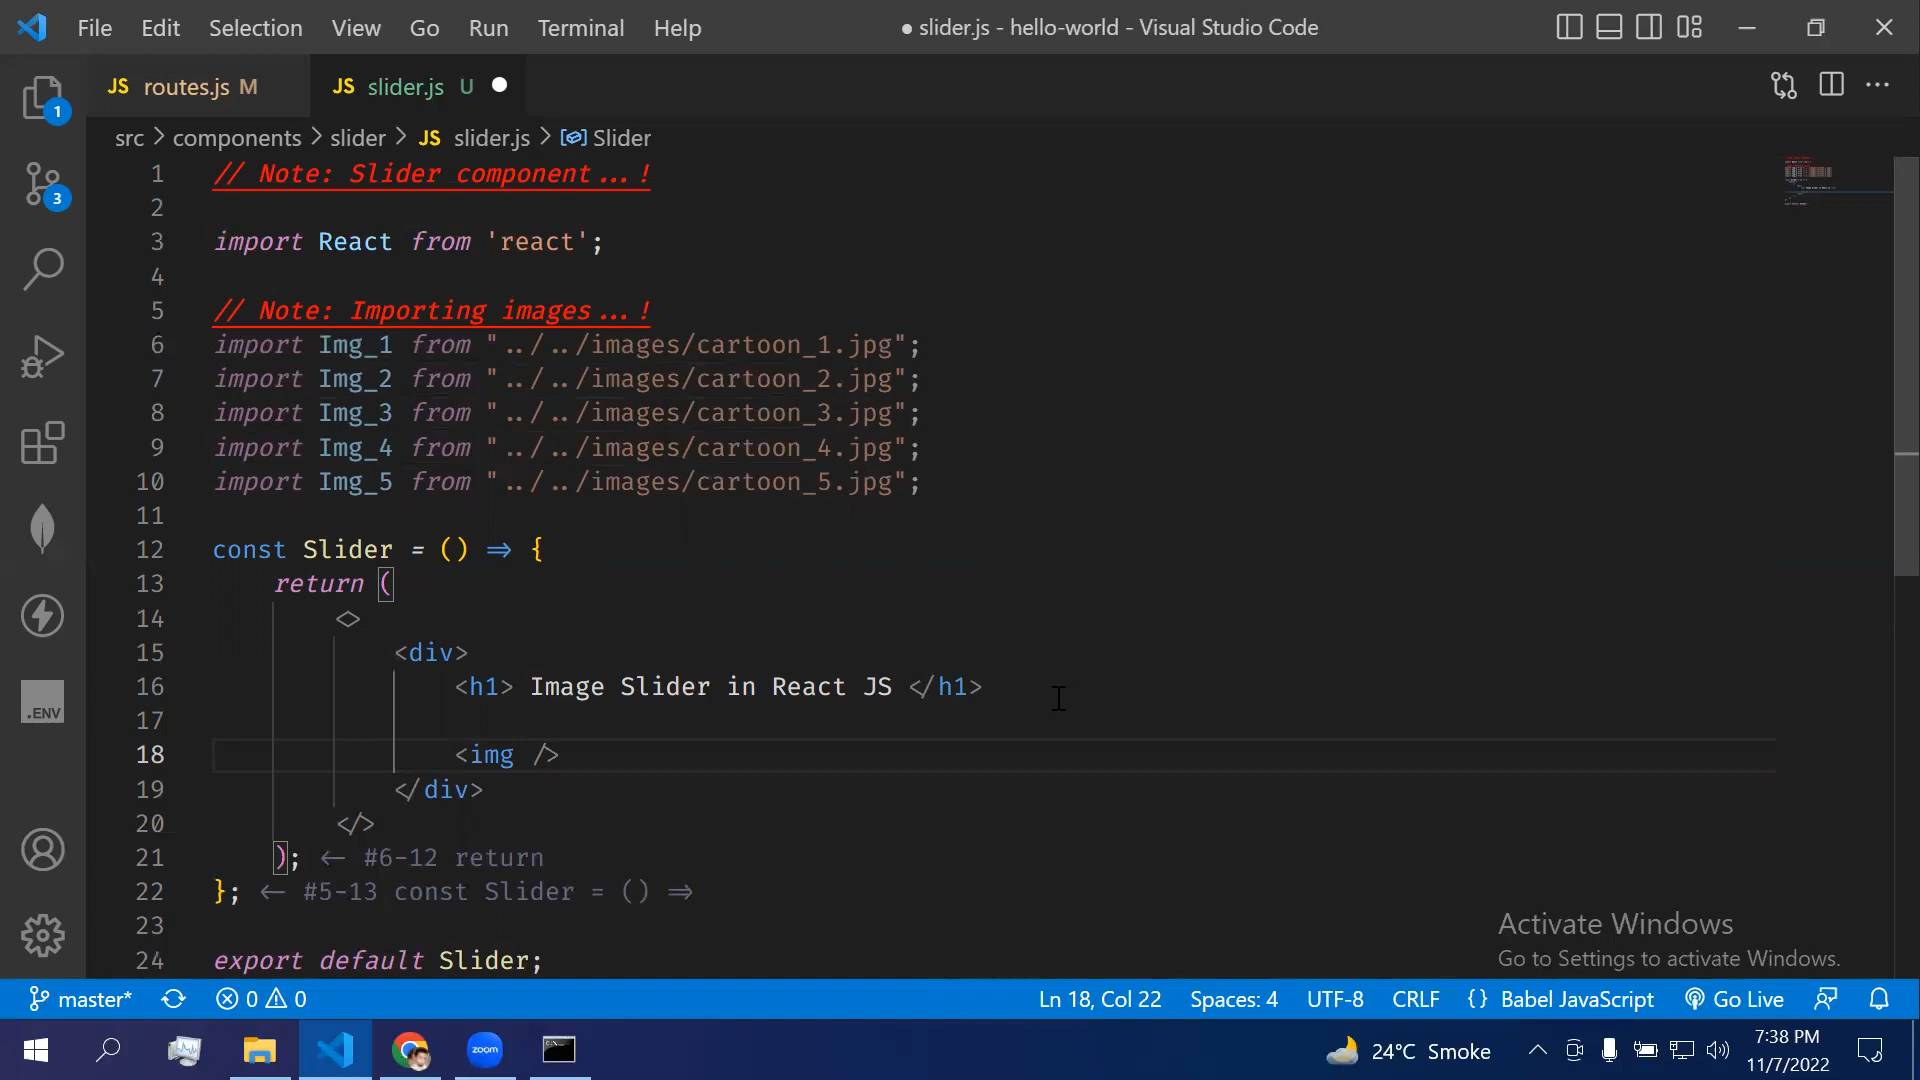 File Edit Selection View Go Run Terminal Help
● slider.js - hello-world - Visual Studio Code
JS routes.js M
JS slider.js U
src > components > slider > JS slider.js > Slider
1 // Note: Slider component...!
2
3 import React from 'react';
4
5 // Note: Importing images...!
6 import Img_1 from "../../images/cartoon_1.jpg";
7 import Img_2 from "../../images/cartoon_2.jpg";
8 import Img_3 from "../../images/cartoon_3.jpg";
9 import Img_4 from "../../images/cartoon_4.jpg";
10 import Img_5 from "../../images/cartoon_5.jpg";
11
12 const Slider = () => {
13 return (
14 <>
15 <div>
16 <h1> Image Slider in React JS </h1>
17
18 <img />
19 </div>
20 </>
21 ); <- #6-12 return
22 }; <- #5-13 const Slider = () =>
23
24 export default Slider;
1
3
.ENV
Activate Windows
Go to Settings to activate Windows.
master* 0 0 Ln 18, Col 22 Spaces: 4 UTF-8 CRLF {} Babel JavaScript Go Live
zoom
24°C Smoke
7:38 PM
11/7/2022